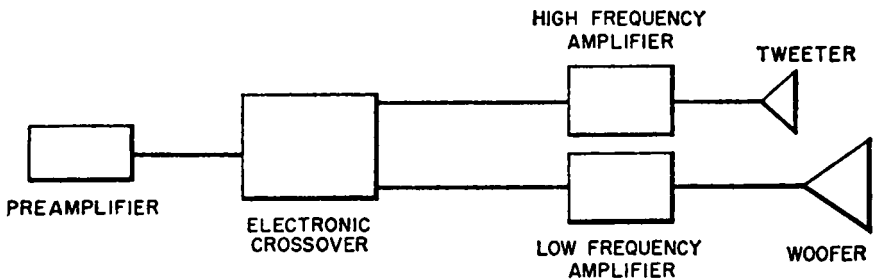 HIGH FREQUENCY
AMPLIFIER
TWEETER
PREAMPLIFIER
ELECTRONIC
CROSSOVER
LOW FREQUENCY
AMPLIFIER
WOOFER